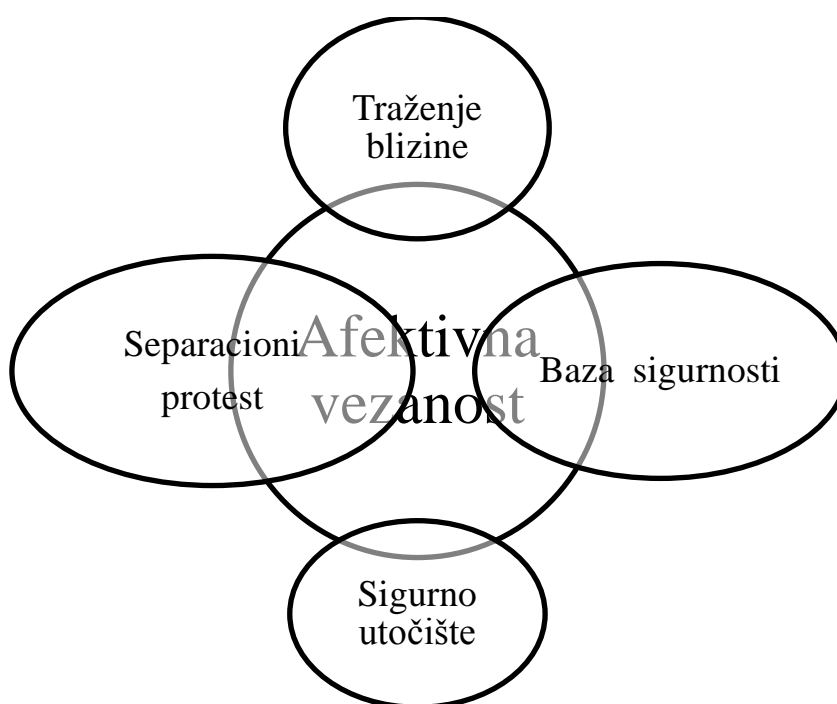 Traženje
blizine
Separacioni
protest
Afektivna
vezanost
Baza sigurnosti
Sigurno
utočište